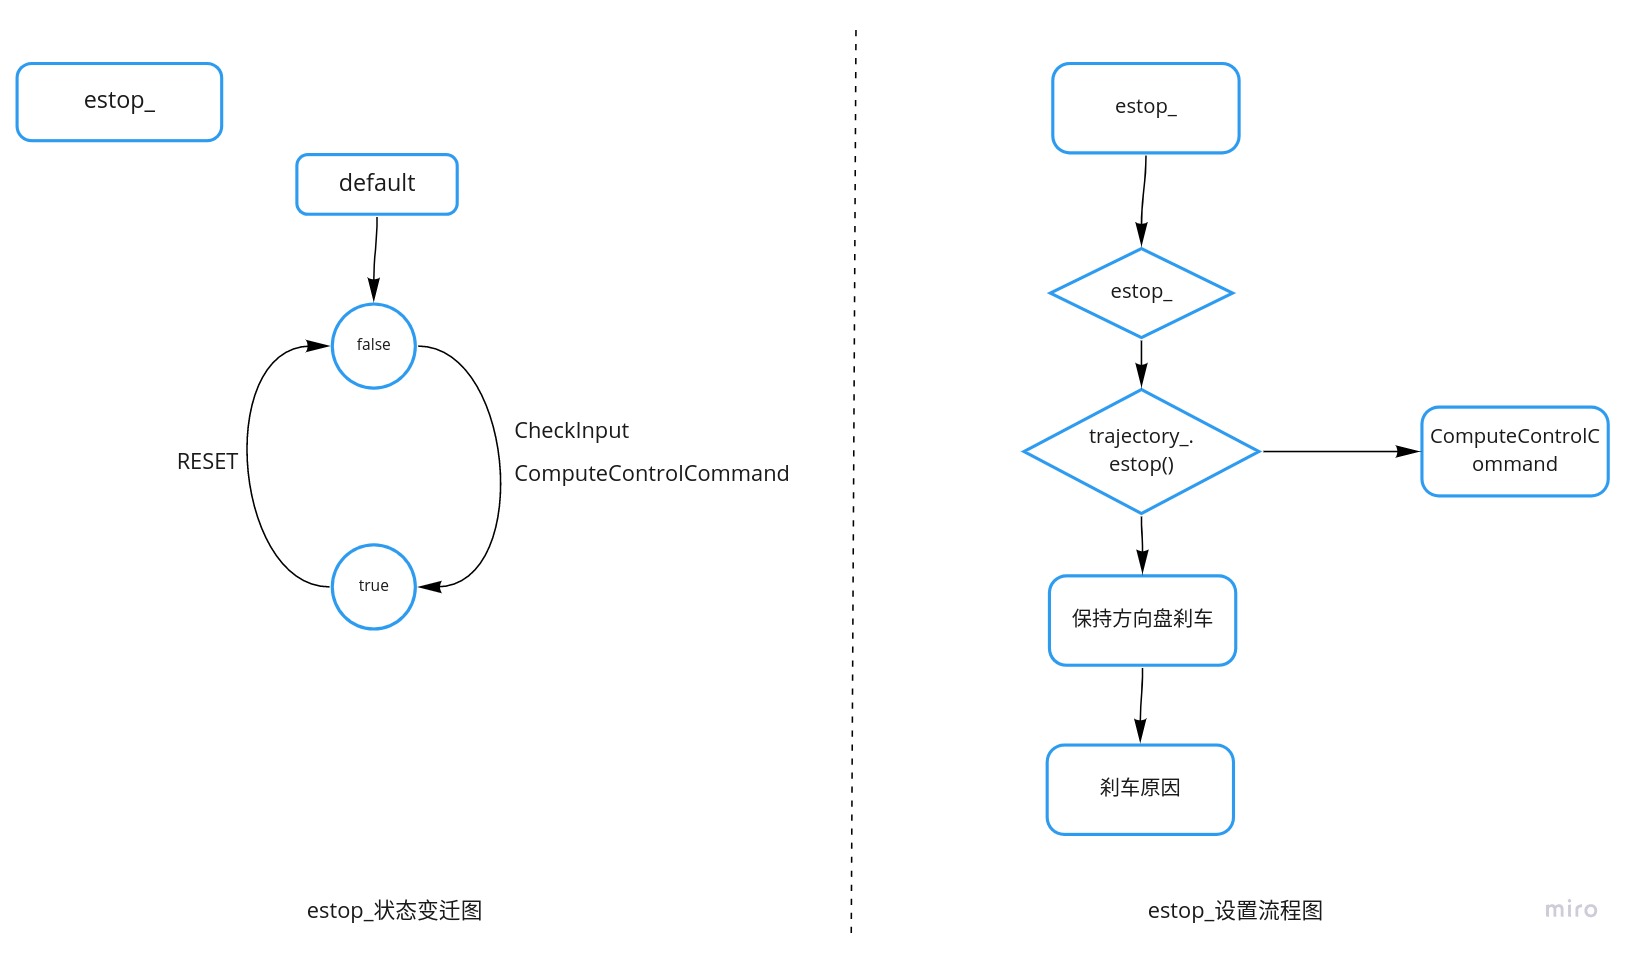 estop_
default
false
CheckInput
RESET
ComputeControlCommand
true
estop_状态变迁图
estop_
estop_
trajectory_.
estop()
ComputeControlC
ommand
保持方向盘刹车
刹车原因
estop_设置流程图
miro